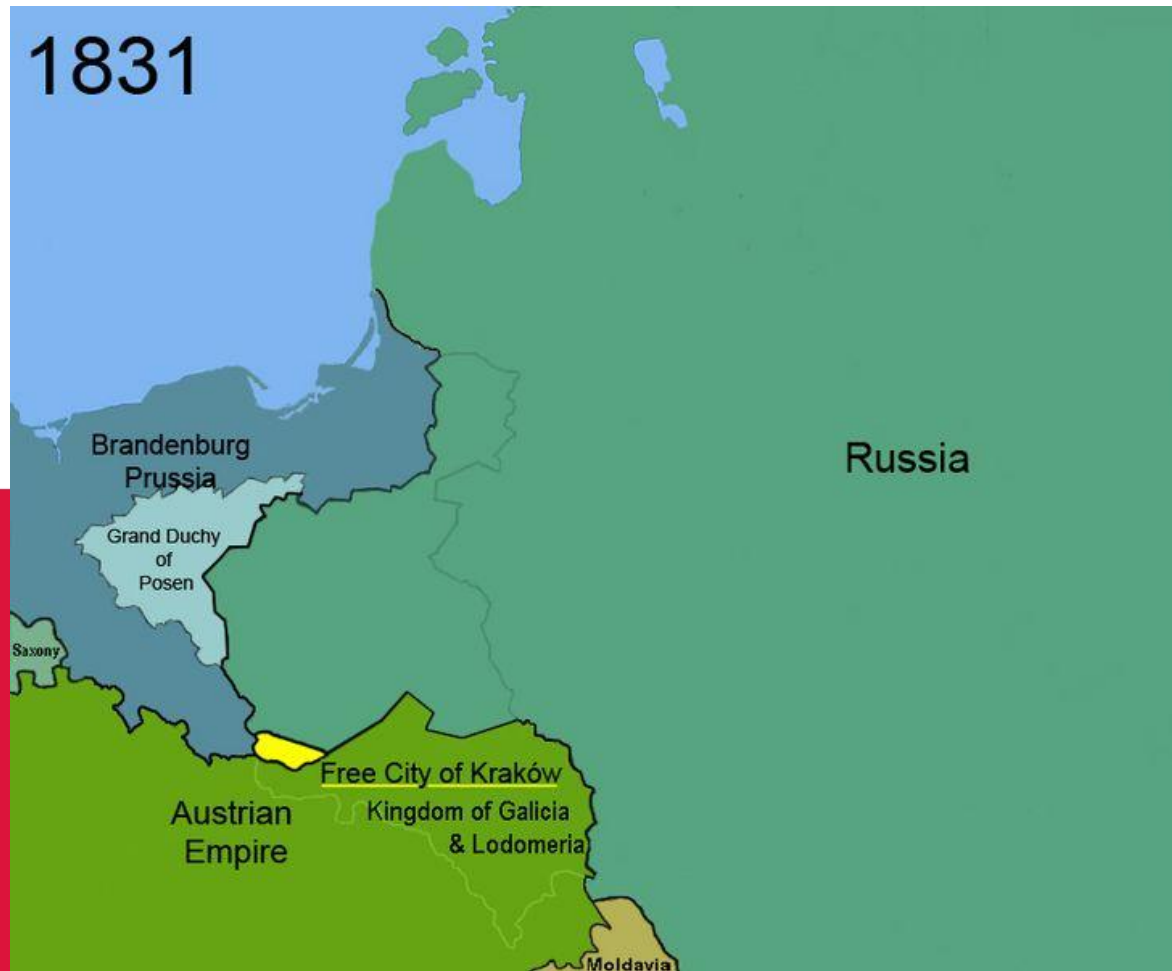 1831
Brandenburg
Prussia
Russia
Grand Duchy
of
Posen
Saxony
Free City of Kraków
Kingdom of Galicia
& Lodomeria
Austrian
Empire
Moldavia